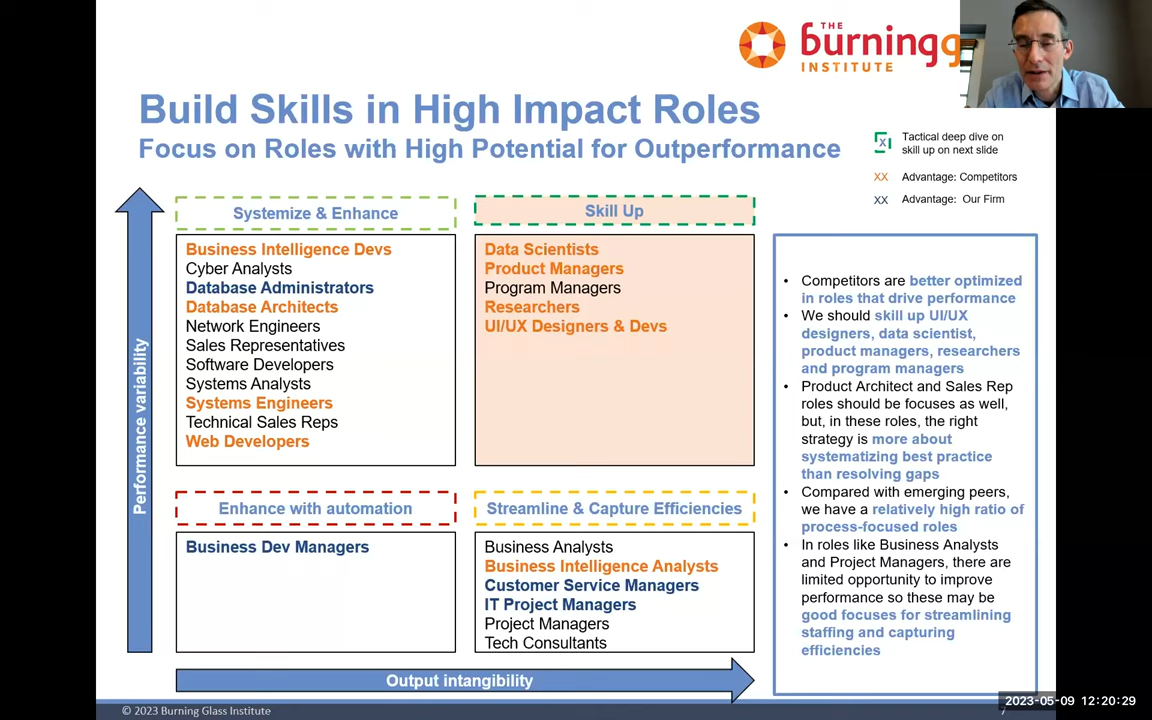 THE
burning
INSTITUTE
Build Skills in High Impact Roles
Focus on Roles with High Potential for Outperformance
X
Tactical deep dive on
skill up on next slide
XX Advantage: Competitors
XX Advantage: Our Firm
Performance variability
Systemize & Enhance
Business Intelligence Devs
Cyber Analysts
Database Administrators
Database Architects
Network Engineers
Sales Representatives
Software Developers
Systems Analysts
Systems Engineers
Technical Sales Reps
Web Developers
Skill Up
Data Scientists
Product Managers
Program Managers
Researchers
UI/UX Designers & Devs
Enhance with automation
Business Dev Managers
Streamline & Capture Efficiencies
Business Analysts
Business Intelligence Analysts
Customer Service Managers
IT Project Managers
Project Managers
Tech Consultants
Output intangibility
• Competitors are better optimized
in roles that drive performance
• We should skill up UI/UX
designers, data scientist,
product managers, researchers
and program managers
• Product Architect and Sales Rep
roles should be focuses as well,
but, in these roles, the right
strategy is more about
systematizing best practice
than resolving gaps
• Compared with emerging peers,
we have a relatively high ratio of
process-focused roles
• In roles like Business Analysts
and Project Managers, there are
limited opportunity to improve
performance so these may be
good focuses for streamlining
staffing and capturing
efficiencies
© 2023 Burning Glass Institute
2023-05-09 12:20:29